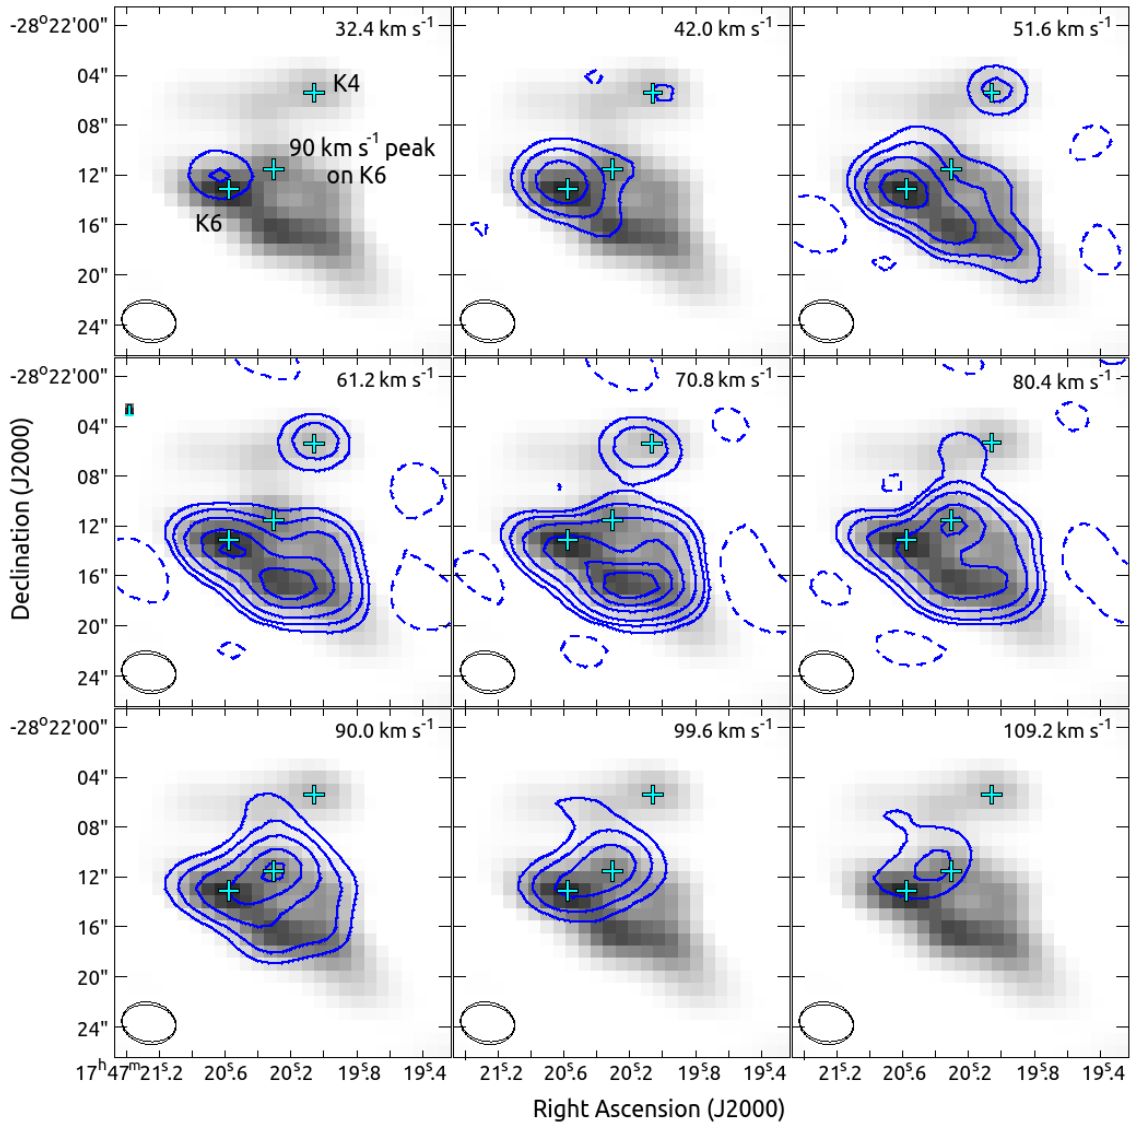 -28°22'00"
32.4 km s⁻¹
42.0 km s⁻¹
51.6 km s⁻¹
04"
K4
08"
90 km s⁻¹ peak
on K6
12"
K6
16"
20"
24"
-28°22'00"
61.2 km s⁻¹
70.8 km s⁻¹
80.4 km s⁻¹
04"
08"
12"
16"
20"
24"
Declination (J2000)
-28°22'00"
90.0 km s⁻¹
99.6 km s⁻¹
109.2 km s⁻¹
04"
08"
12"
16"
20"
24"
17ʰ47ᵐ21ˢ.2 20ˢ.6 20ˢ.2 19ˢ.8 19ˢ.4
21ˢ.2 20ˢ.6 20ˢ.2 19ˢ.8 19ˢ.4
21ˢ.2 20ˢ.6 20ˢ.2 19ˢ.8 19ˢ.4
Right Ascension (J2000)